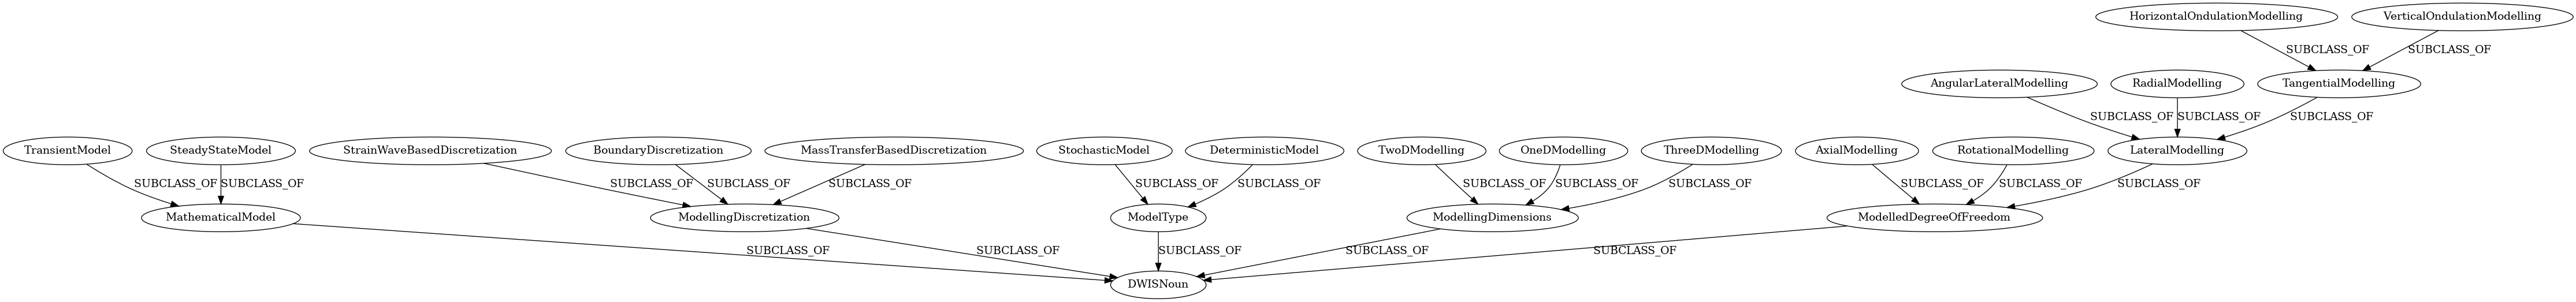 HorizontalOndulationModelling VerticalOndulationModelling
SUBCLASS_OF SUBCLASS_OF
AngularLateralModelling RadialModelling TangentialModelling
SUBCLASS_OF SUBCLASS_OF SUBCLASS_OF
TransientModel SteadyStateModel StrainWaveBasedDiscretization BoundaryDiscretization MassTransferBasedDiscretization StochasticModel DeterministicModel TwoDModelling OneDModelling ThreeDModelling AxialModelling RotationalModelling LateralModelling
SUBCLASS_OF SUBCLASS_OF SUBCLASS_OF SUBCLASS_OF SUBCLASS_OF SUBCLASS_OF SUBCLASS_OF SUBCLASS_OF SUBCLASS_OF SUBCLASS_OF SUBCLASS_OF SUBCLASS_OF SUBCLASS_OF
MathematicalModel ModellingDiscretization ModelType ModellingDimensions ModelledDegreeOfFreedom
SUBCLASS_OF SUBCLASS_OF SUBCLASS_OF SUBCLASS_OF SUBCLASS_OF
DWISNoun